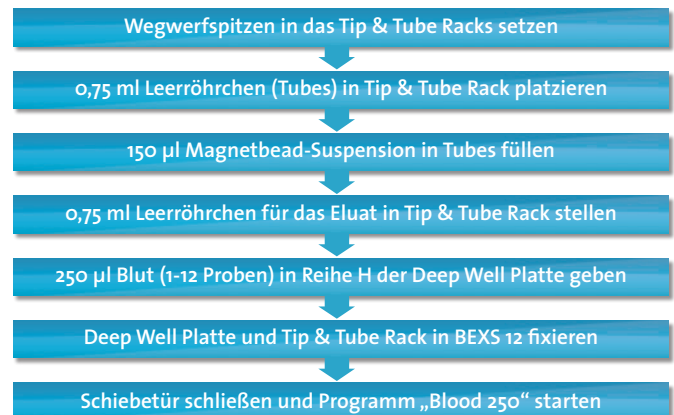 Wegwerfspitzen in das Tip & Tube Racks setzen
0,75 ml Leerröhrchen (Tubes) in Tip & Tube Rack platzieren
150 µl Magnetbead-Suspension in Tubes füllen
0,75 ml Leerröhrchen für das Eluat in Tip & Tube Rack stellen
250 µl Blut (1-12 Proben) in Reihe H der Deep Well Platte geben
Deep Well Platte und Tip & Tube Rack in BEXS 12 fixieren
Schiebetür schließen und Programm „Blood 250“ starten